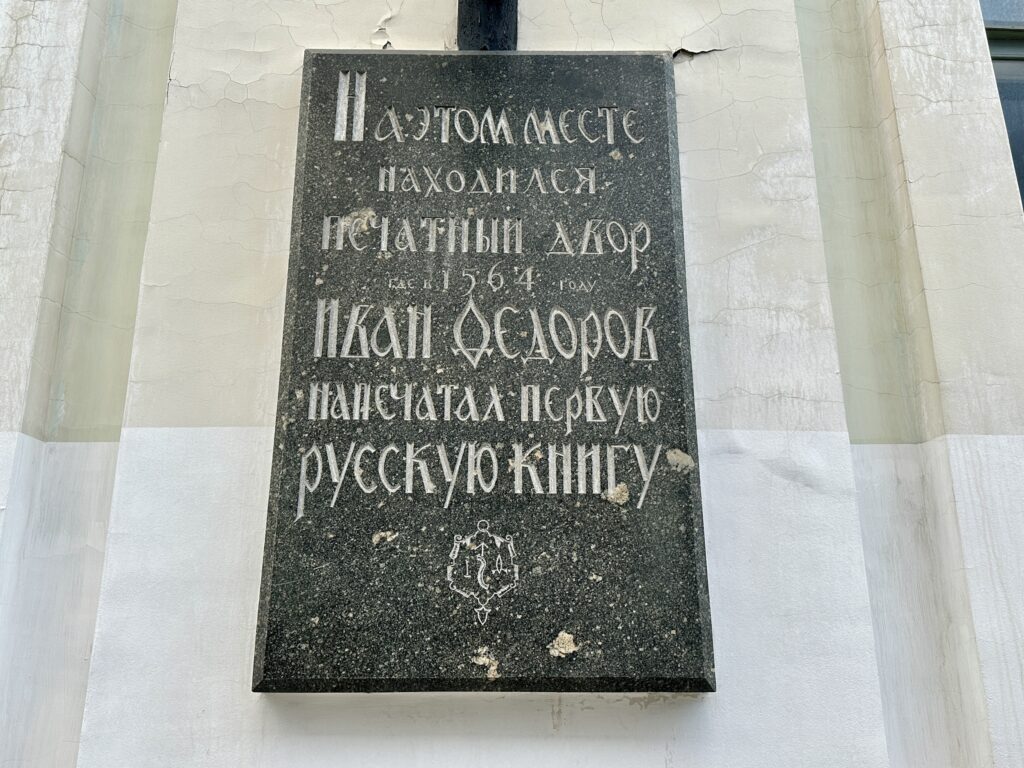 На этом месте
находился
печатный двор
где в 1564 году
Иван Федоров
напечатал первую
русскую книгу